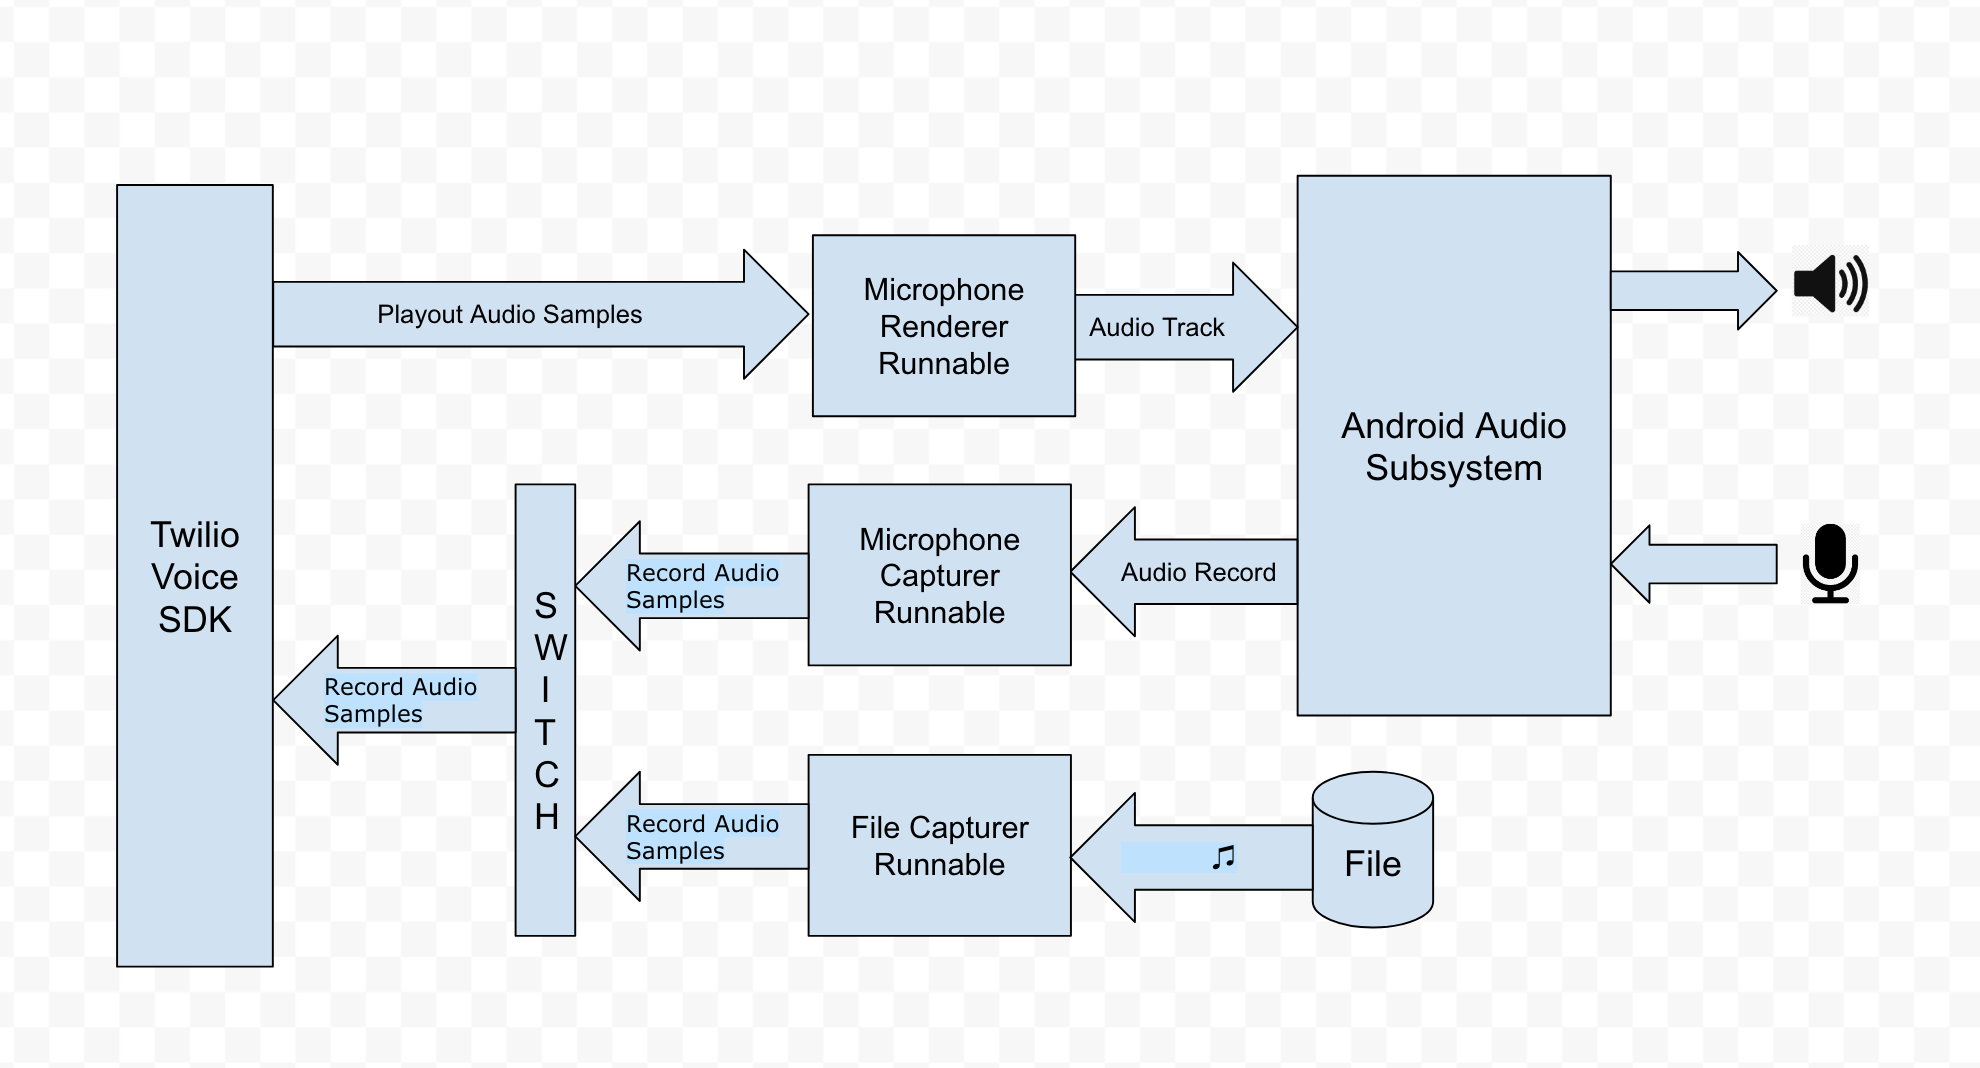 Twilio
Voice
SDK
Playout Audio Samples
Microphone
Renderer
Runnable
Audio Track
Android Audio
Subsystem
S
W
I
T
C
H
Record Audio
Samples
Microphone
Capturer
Runnable
Audio Record
Record Audio
Samples
Record Audio
Samples
File Capturer
Runnable
♫
File